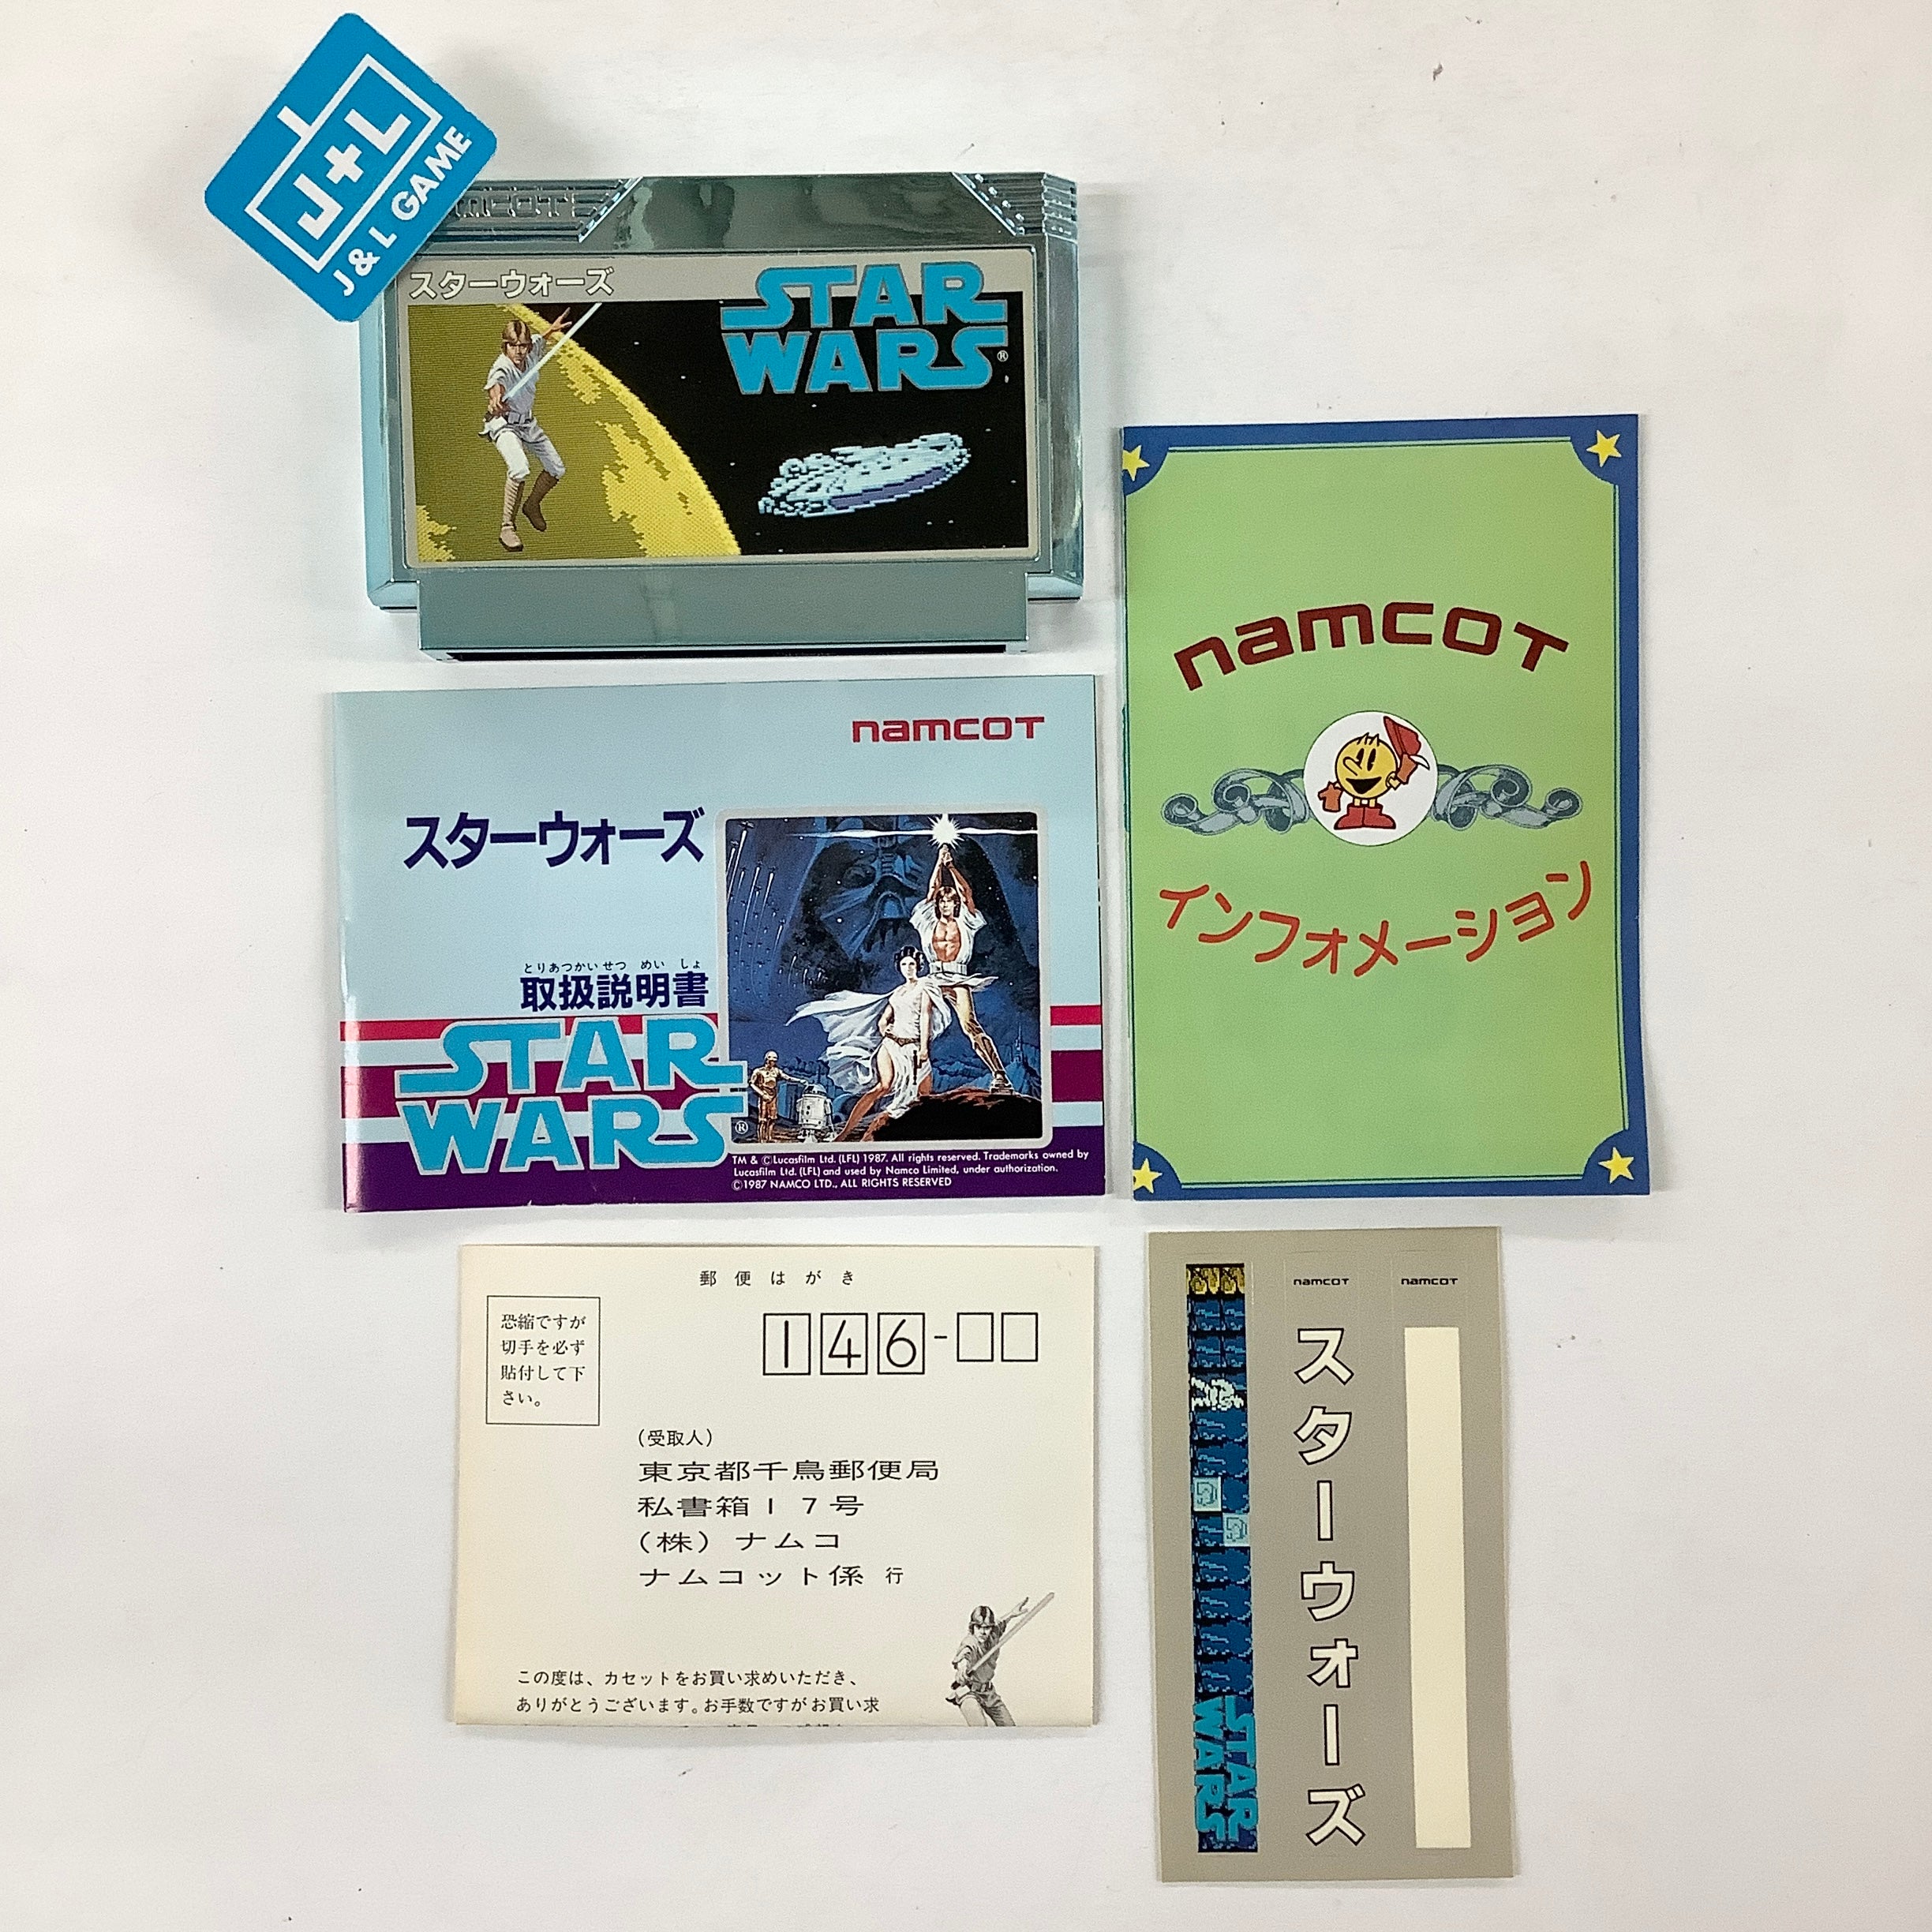 J+L
J & L GAME
namcot
スターウォーズ
STAR
WARS®
namcot
スターウォーズ
とりあつかいせつ めい しょ
取扱説明書
STAR
WARS
®
TM & ©Lucasfilm Ltd. (LFL) 1987. All rights reserved. Trademarks owned by
Lucasfilm Ltd. (LFL) and used by Namco Limited, under authorization.
©1987 NAMCO LTD., ALL RIGHTS RESERVED
namcot
インフォメーション
郵便はがき
恐縮ですが
切手を必ず
貼付して下
さい。
146-
(受取人)
東京都千鳥郵便局
私書箱17号
(株)ナムコ
ナムコット係 行
この度は、カセットをお買い求めいただき、
ありがとうございます。お手数ですがお買い求
STAR
WARS
namcot
スターウォーズ
namcot